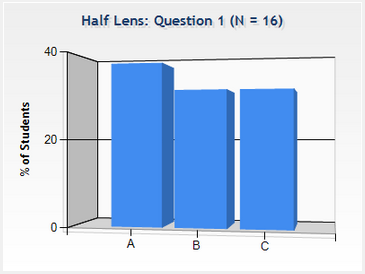 Half Lens: Question 1 (N = 16)
% of Students
40
20
0
A
B
C